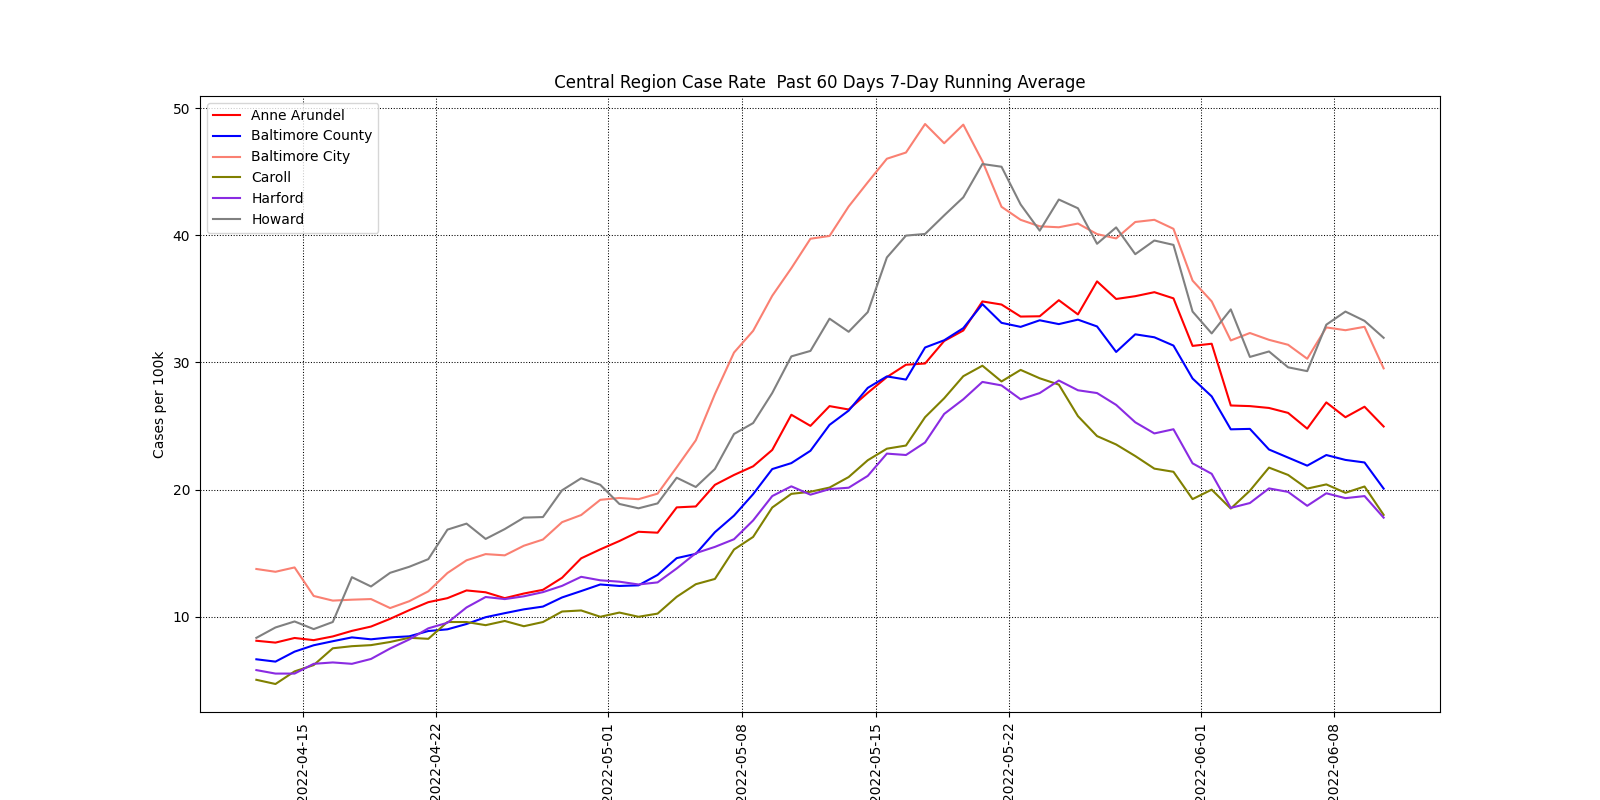 Central Region Case Rate  Past 60 Days 7-Day Running Average
Cases per 100k
50
40
30
20
10
Anne Arundel
Baltimore County
Baltimore City
Caroll
Harford
Howard
2022-04-15
2022-04-22
2022-05-01
2022-05-08
2022-05-15
2022-05-22
2022-06-01
2022-06-08